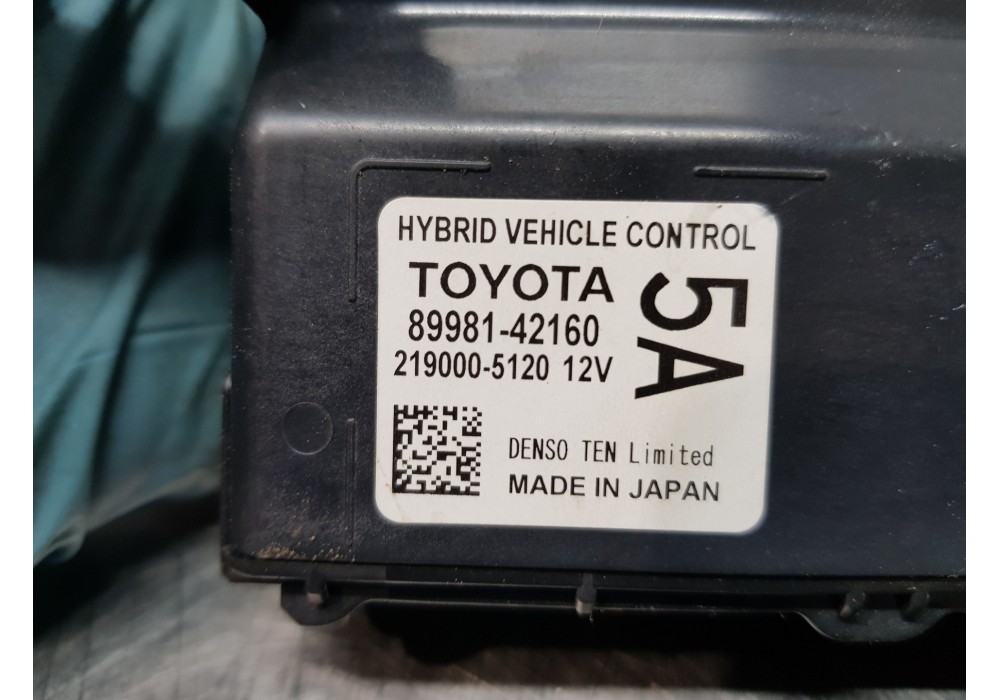 HYBRID VEHICLE CONTROL
TOYOTA
89981-42160
219000-5120 12V
5A
DENSO TEN Limited
MADE IN JAPAN